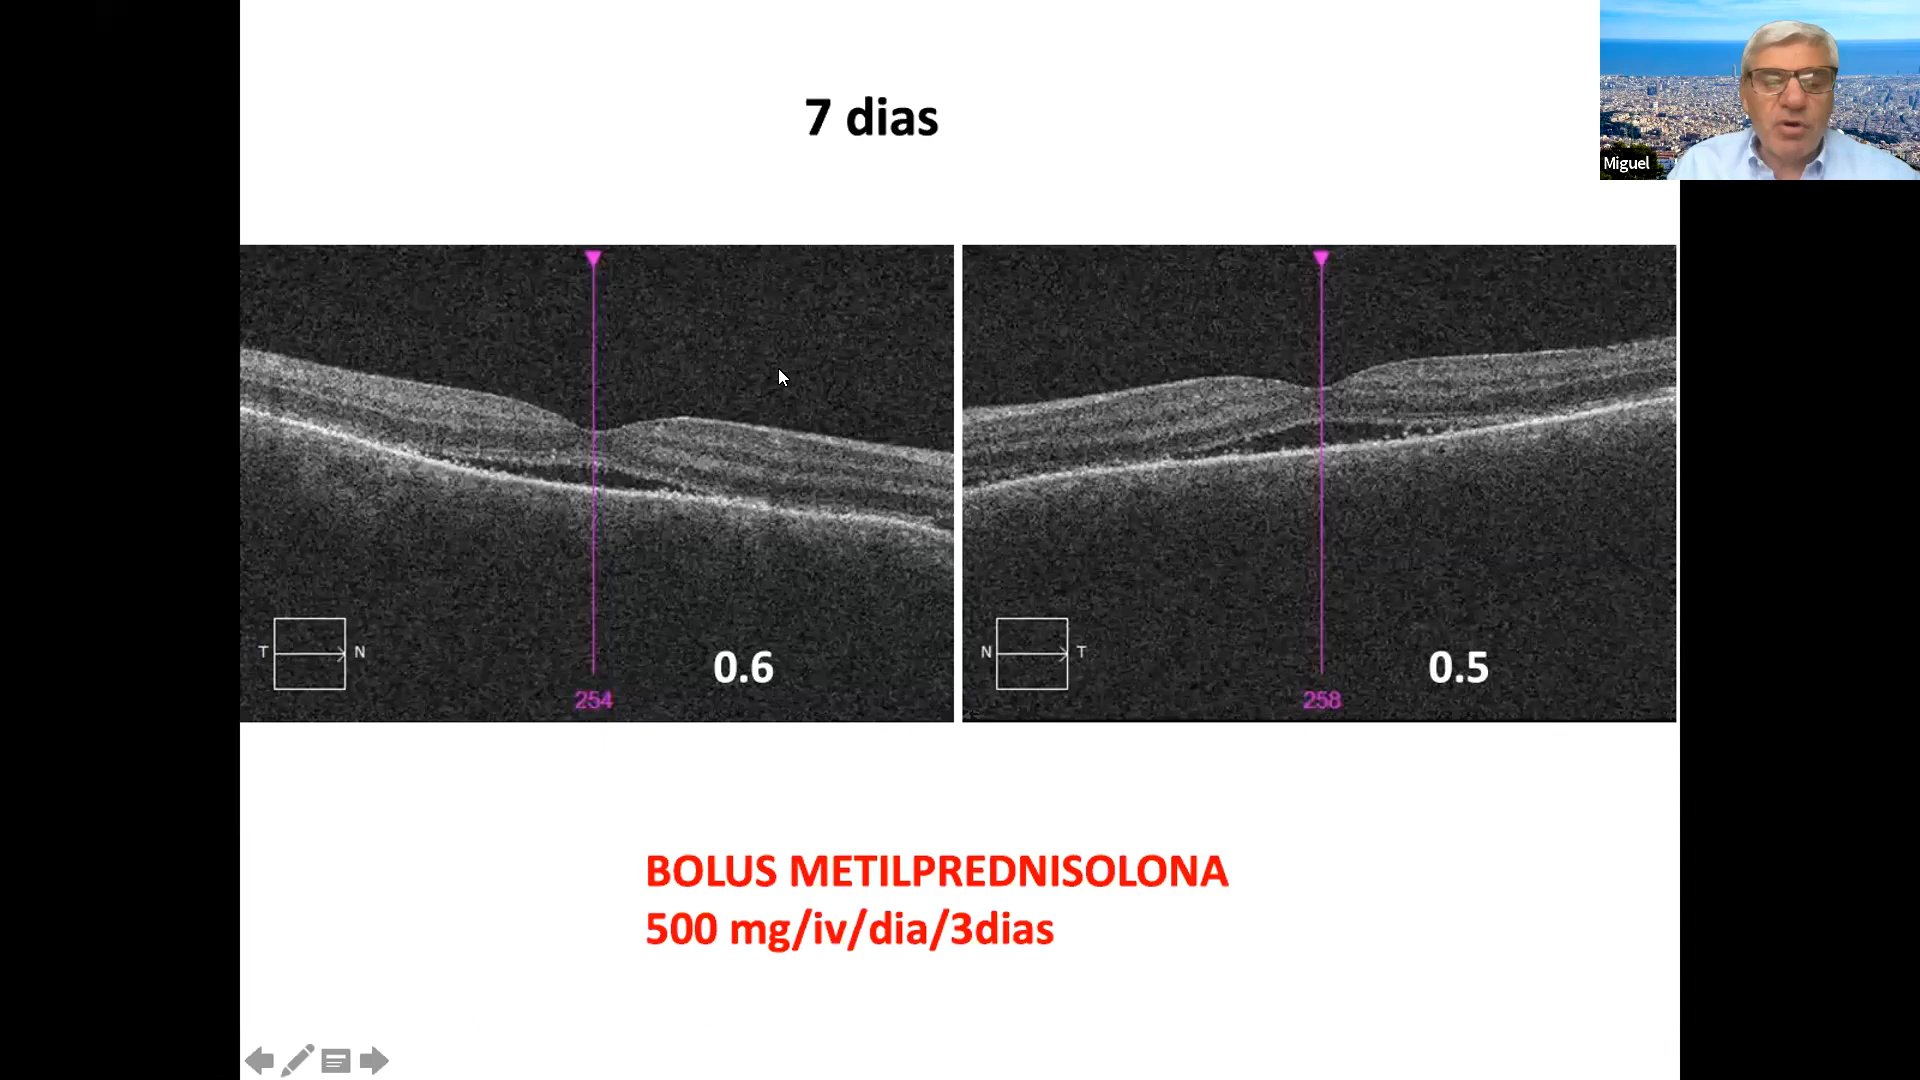 7 dias
Miguel
T N
0.6
254
N T
0.5
258
BOLUS METILPREDNISOLONA
500 mg/iv/dia/3dias